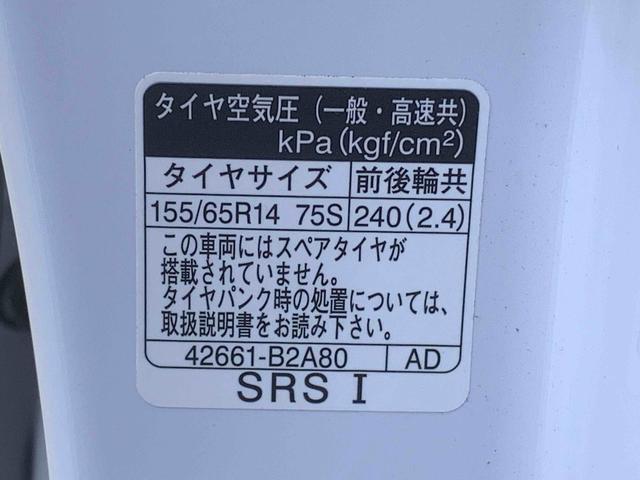 タイヤ空気圧（一般・高速共）
kPa(kgf/cm²)
タイヤサイズ 前後輪共
155/65R14 75S 240(2.4)
この車両にはスペアタイヤが
搭載されていません。
タイヤパンク時の処置については、
取扱説明書をお読み下さい。
42661-B2A80 AD
SRS I